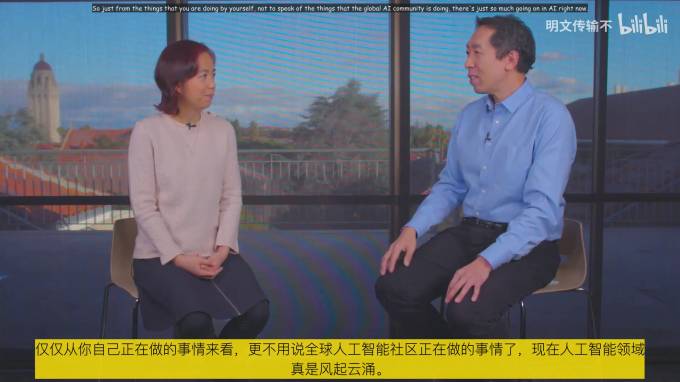 So just from the things that you are doing by yourself, not to speak of the things that the global AI community is doing, there's just so much going on in AI right now.
明文传输不 bilibili
仅仅从你自己正在做的事情来看，更不用说全球人工智能社区正在做的事情了，现在人工智能领域
真是风起云涌。